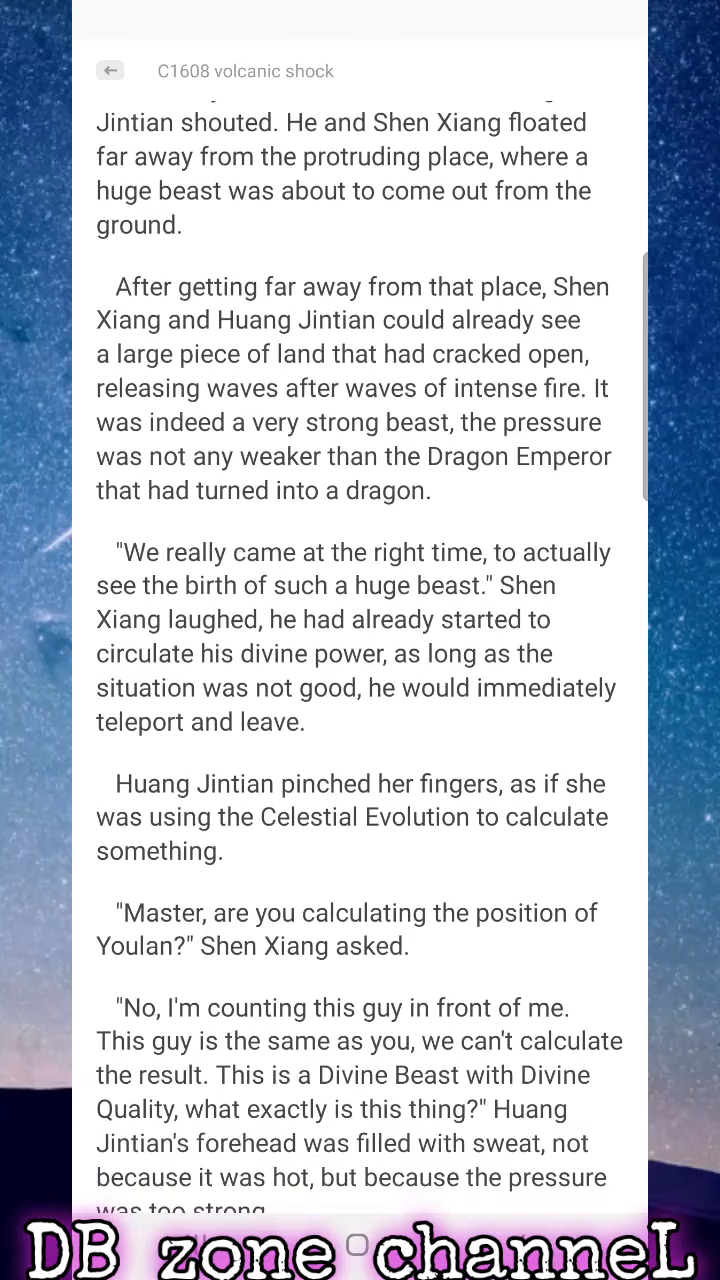 C1608 volcanic shock
Jintian shouted. He and Shen Xiang floated
far away from the protruding place, where a
huge beast was about to come out from the
ground.
After getting far away from that place, Shen
Xiang and Huang Jintian could already see
a large piece of land that had cracked open,
releasing waves after waves of intense fire. It
was indeed a very strong beast, the pressure
was not any weaker than the Dragon Emperor
that had turned into a dragon.
"We really came at the right time, to actually
see the birth of such a huge beast." Shen
Xiang laughed, he had already started to
circulate his divine power, as long as the
situation was not good, he would immediately
teleport and leave.
Huang Jintian pinched her fingers, as if she
was using the Celestial Evolution to calculate
something.
"Master, are you calculating the position of
Youlan?" Shen Xiang asked.
"No, I'm counting this guy in front of me.
This guy is the same as you, we can't calculate
the result. This is a Divine Beast with Divine
Quality, what exactly is this thing?" Huang
Jintian's forehead was filled with sweat, not
because it was hot, but because the pressure
was too strong
DB zone channeL